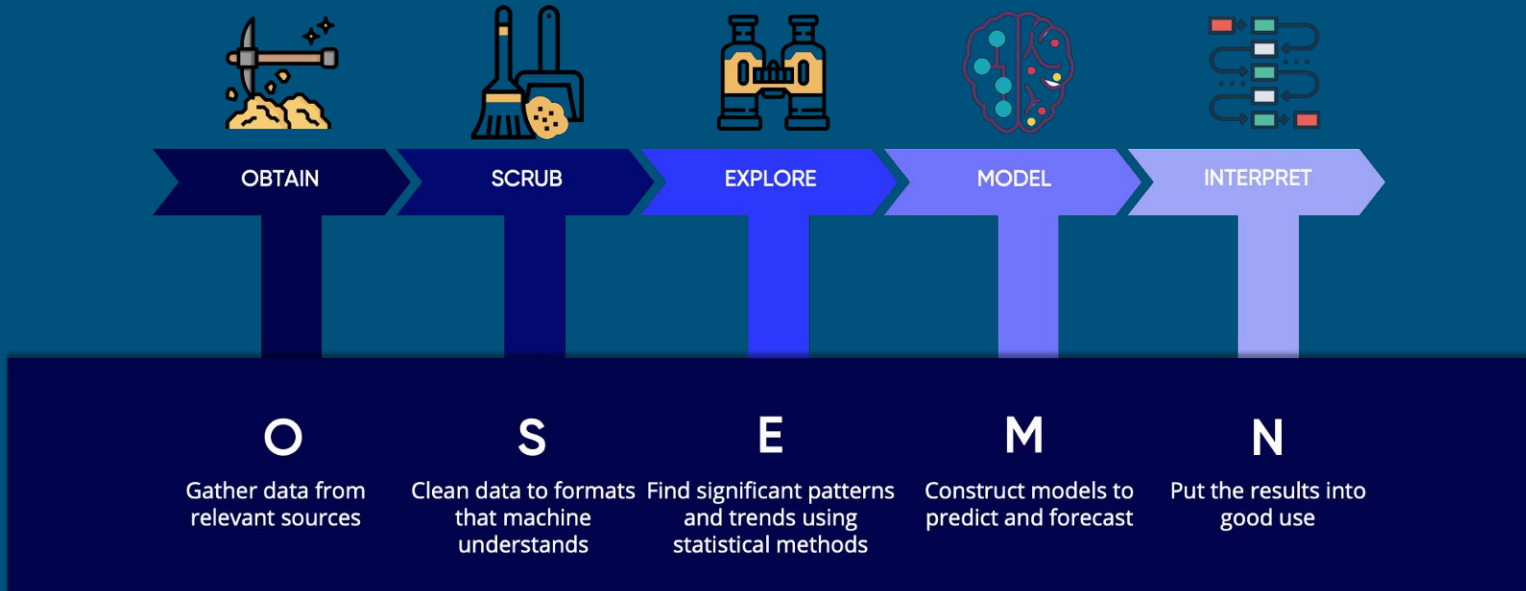 OBTAIN
SCRUB
EXPLORE
MODEL
INTERPRET
O
Gather data from
relevant sources
S
Clean data to formats
that machine
understands
E
Find significant patterns
and trends using
statistical methods
M
Construct models to
predict and forecast
N
Put the results into
good use